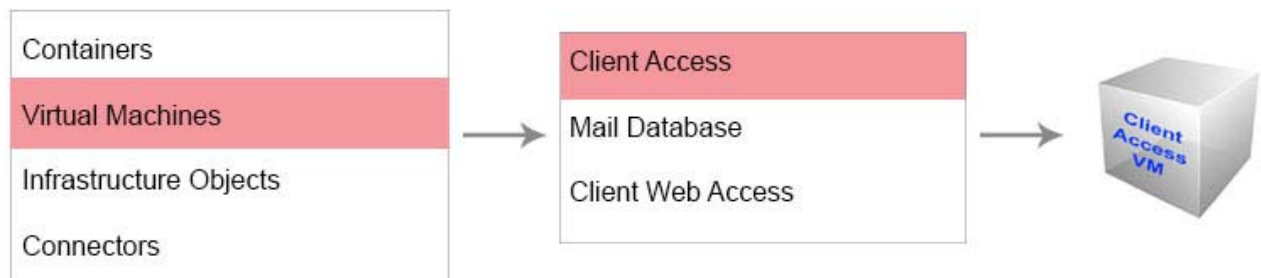 Containers
Virtual Machines
Infrastructure Objects
Connectors
Client Access
Mail Database
Client Web Access
Client
Access
VM